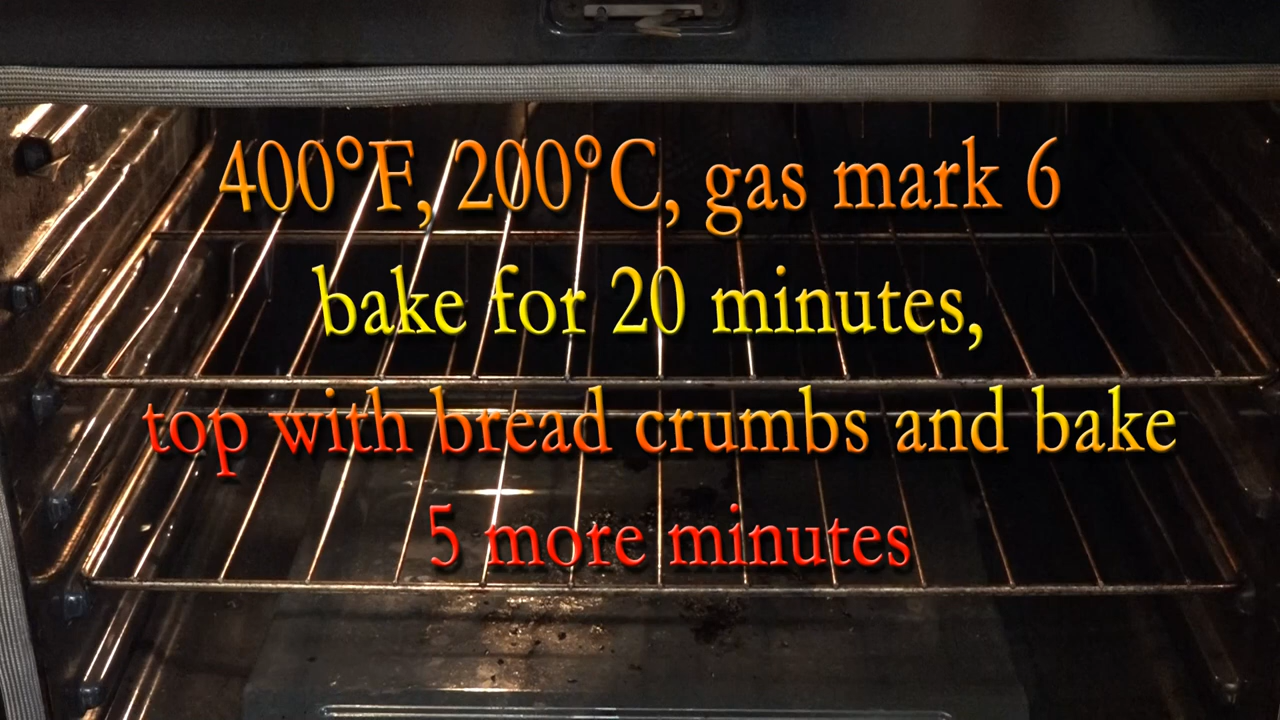 400°F, 200°C, gas mark 6
bake for 20 minutes,
top with bread crumbs and bake
5 more minutes